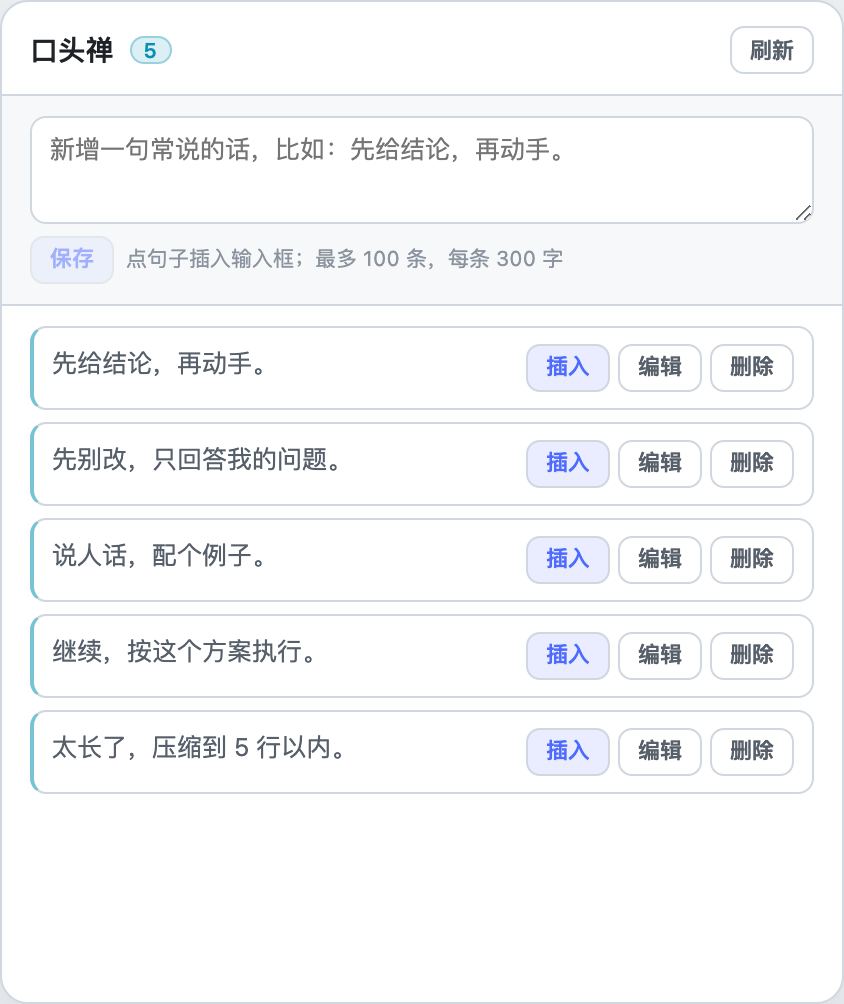 口头禅 5 刷新
新增一句常说的话，比如：先给结论，再动手。
保存 点句子插入输入框；最多 100 条，每条 300 字
先给结论，再动手。 插入 编辑 删除
先别改，只回答我的问题。 插入 编辑 删除
说人话，配个例子。 插入 编辑 删除
继续，按这个方案执行。 插入 编辑 删除
太长了，压缩到 5 行以内。 插入 编辑 删除